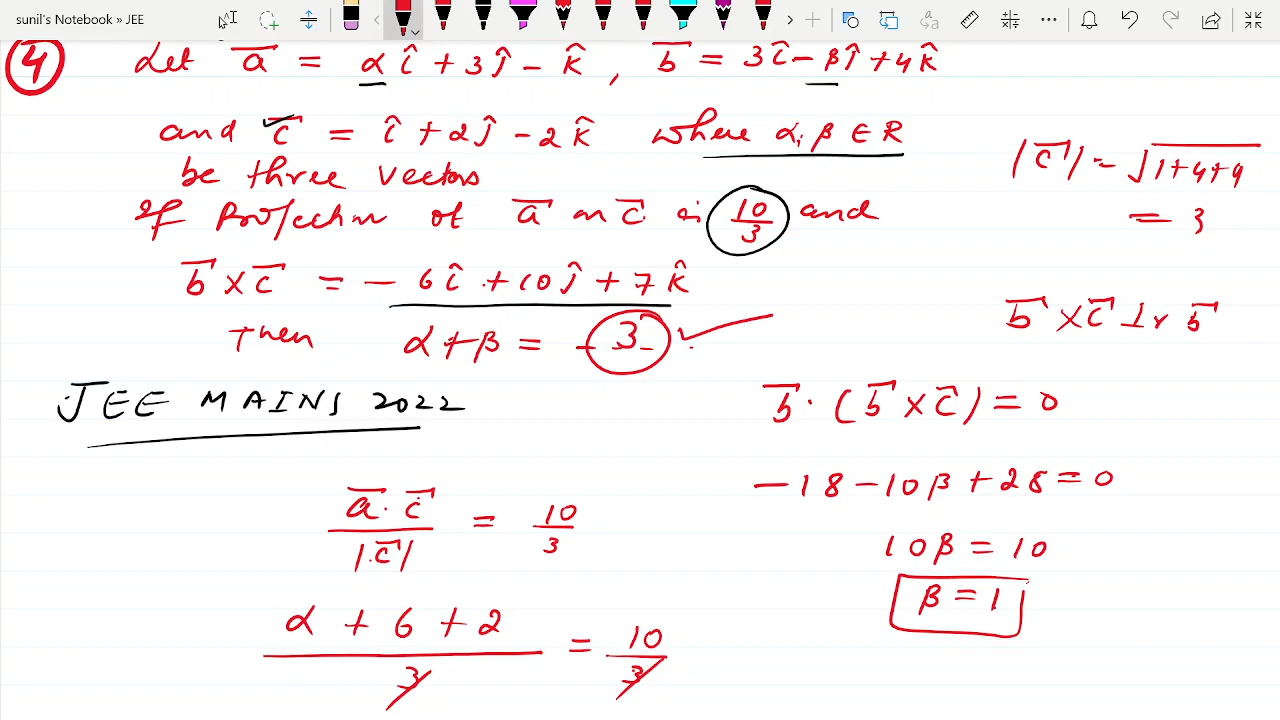 sunil's Notebook » JEE
④ Let a⃗ = αî + 3ĵ - k̂, b⃗ = 3î - βĵ + 4k̂
and c⃗ = î + 2ĵ - 2k̂ where α, β ∈ R
be three vectors
If Projection of a⃗ on c⃗ is 10/3 and
b⃗ × c⃗ = - 6î + 10ĵ + 7k̂
Then α + β = - 3 -
JEE MAINS 2022
a⃗ · c⃗ / |c⃗| = 10/3
α + 6 + 2 / 3 = 10/3
|c⃗| = √1+4+4
= 3
b⃗ × c⃗ ⊥r b⃗
b⃗ · (b⃗ × c⃗) = 0
- 18 - 10β + 28 = 0
10β = 10
β = 1